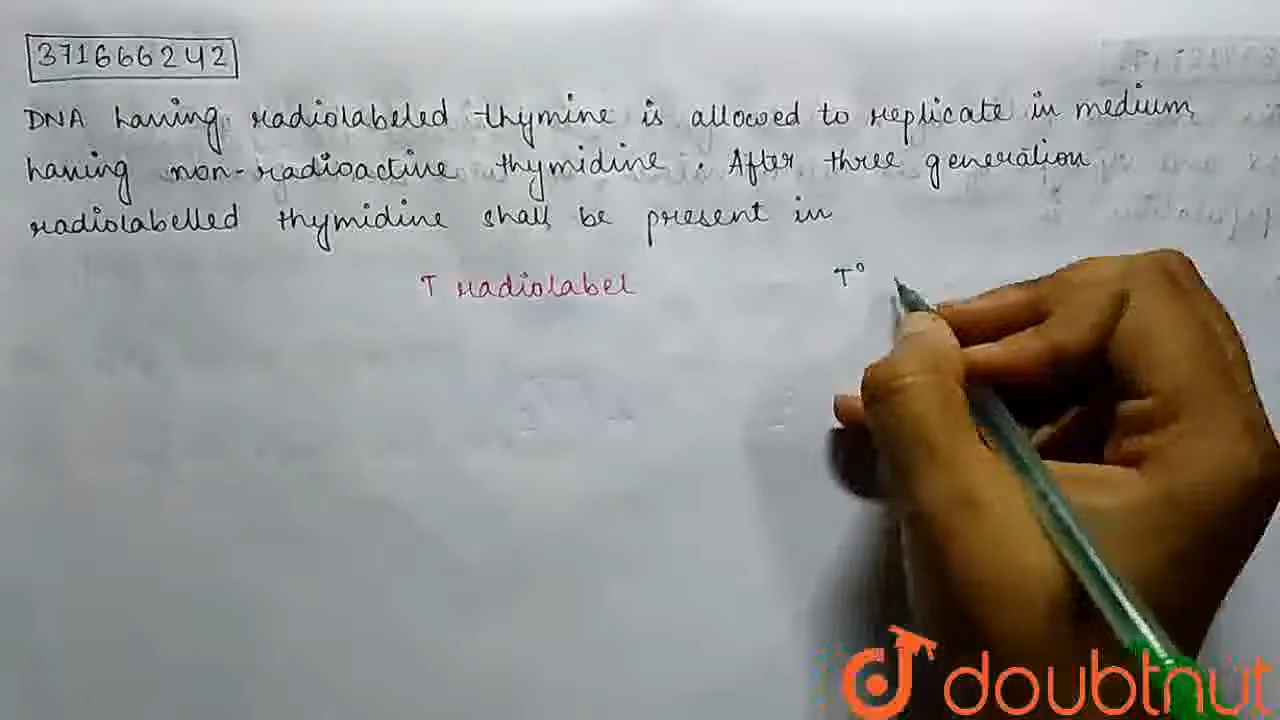 371666242
DNA having radiolabeled thymine is allowed to replicate in medium,
having non-radioactive thymidine. After three generation
radiolabelled thymidine shall be present in
T radiolabel
T°
doubtnut